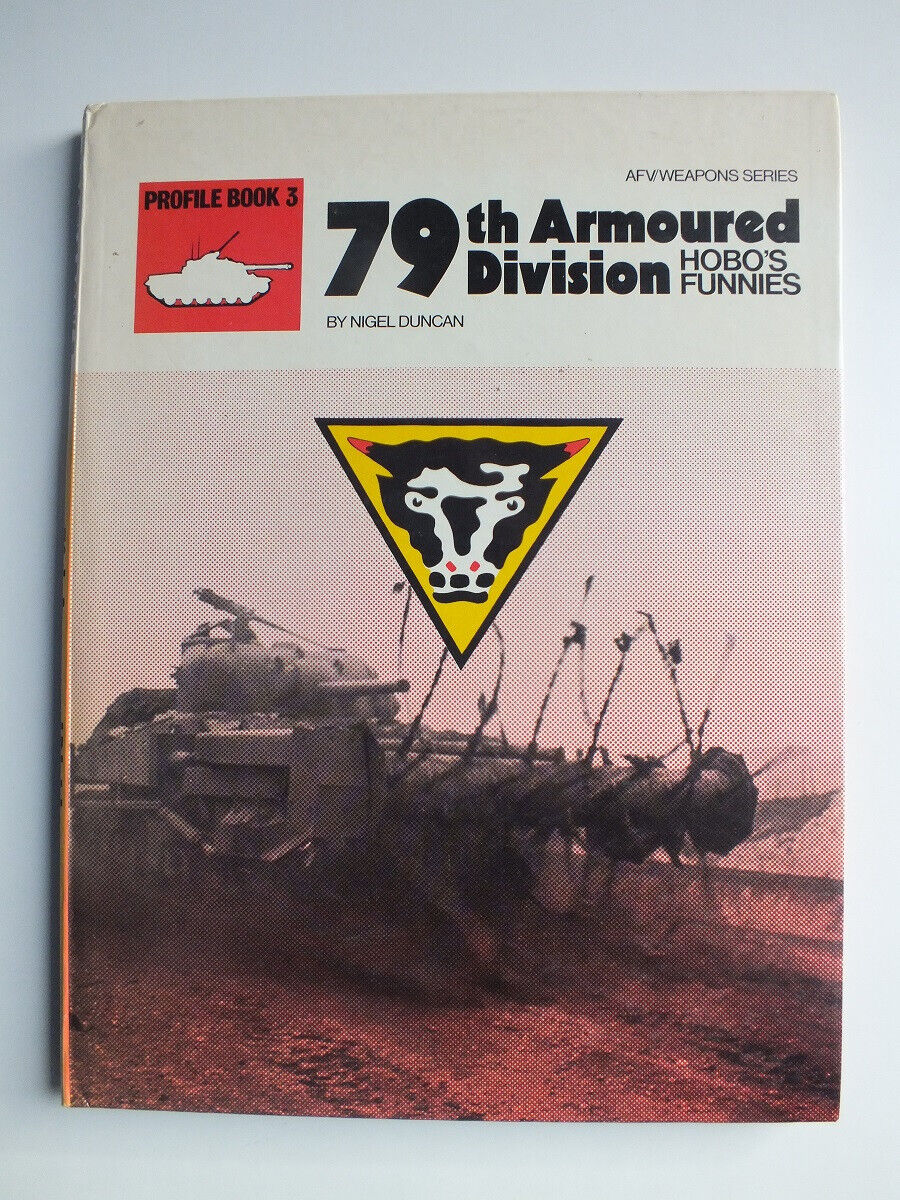 AFV/WEAPONS SERIES
PROFILE BOOK 3
79th Armoured
Division HOBO'S
FUNNIES
BY NIGEL DUNCAN